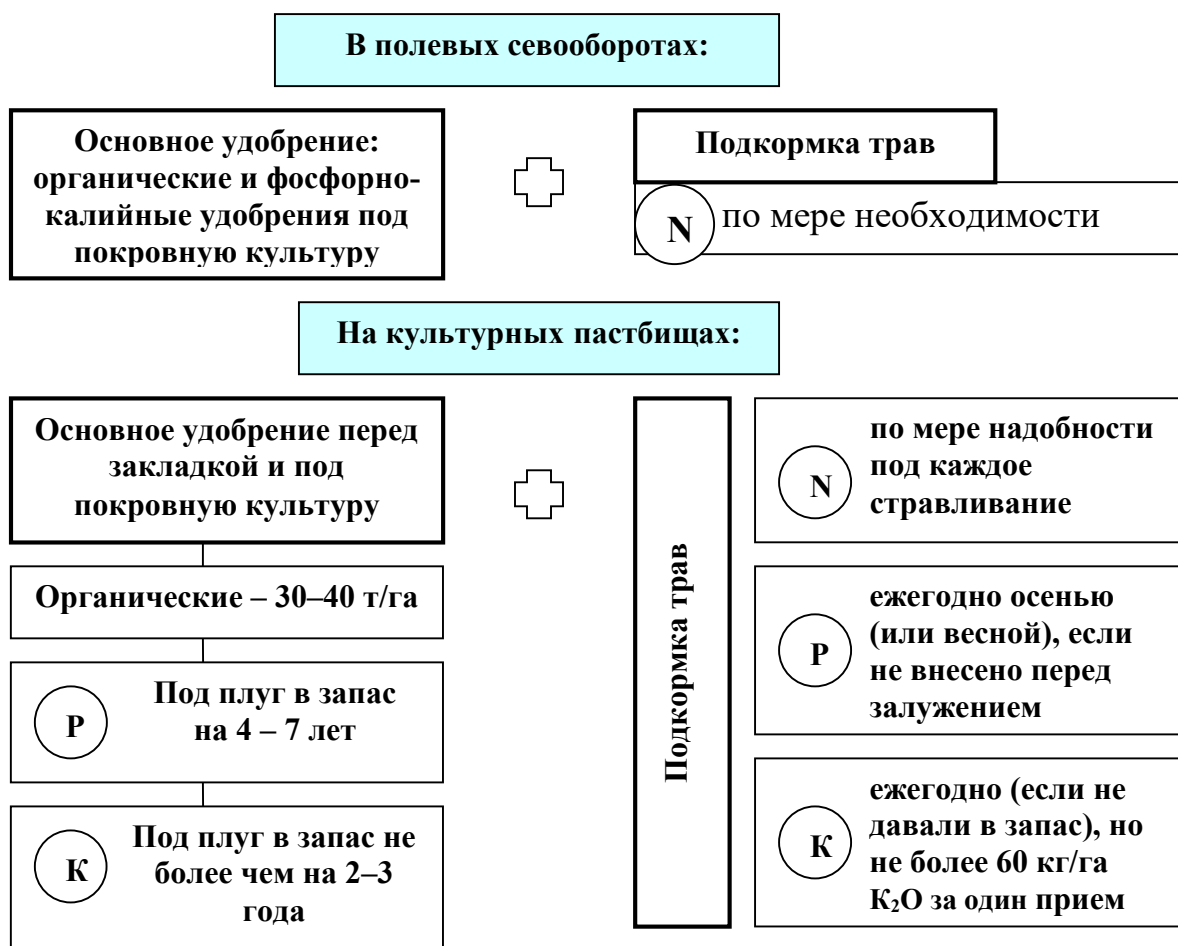 В полевых севооборотах:
Основное удобрение:
органические и фосфорно-
калийные удобрения под
покровную культуру
Подкормка трав
N по мере необходимости
На культурных пастбищах:
Основное удобрение перед
закладкой и под
покровную культуру
Органические – 30–40 т/га
P
Под плуг в запас
на 4 – 7 лет
К
Под плуг в запас не
более чем на 2–3
года
Подкормка трав
N
по мере надобности
под каждое
стравливание
P
ежегодно осенью
(или весной), если
не внесено перед
залужением
К
ежегодно (если не
давали в запас), но
не более 60 кг/га
К₂О за один прием